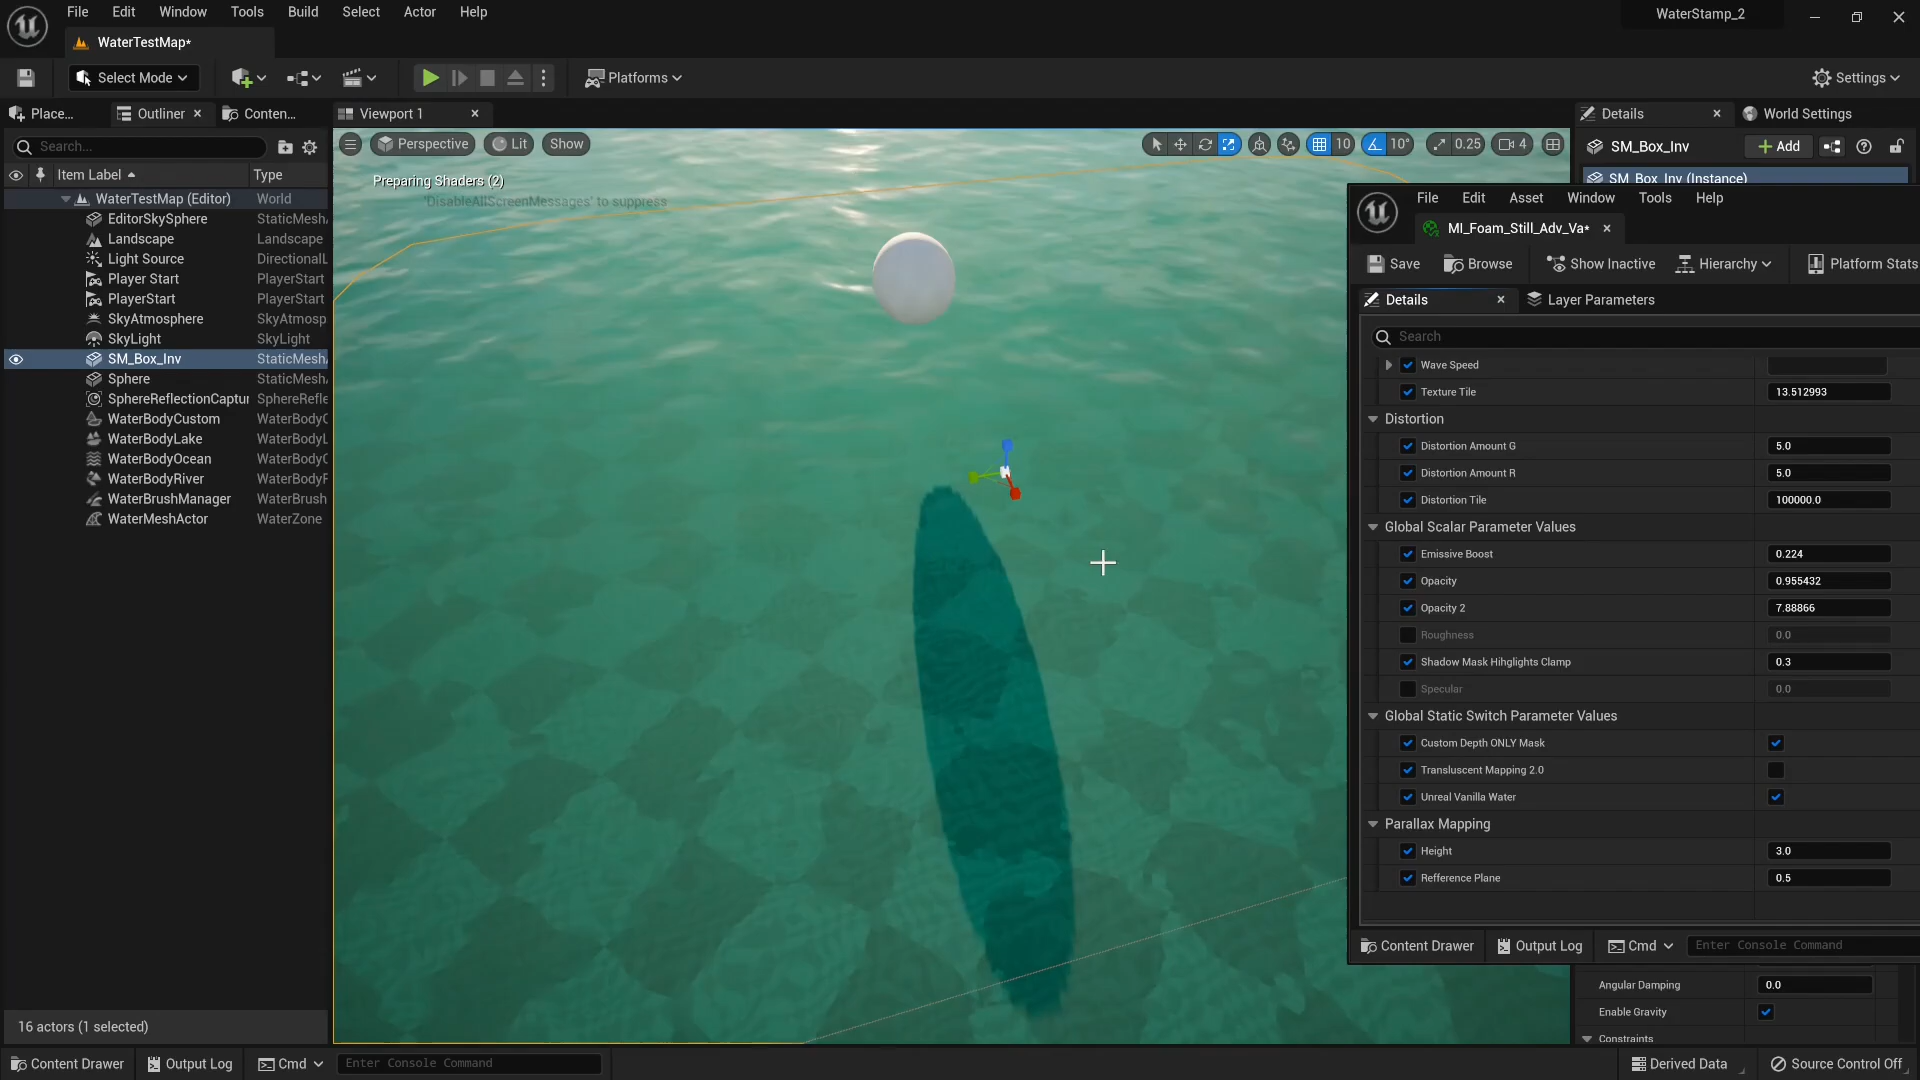 File Edit Window Tools Build Select Actor Help
WaterStamp_2
WaterTestMap*
Select Mode
Platforms
Settings
Place...
Outliner
Conten...
Viewport 1
Details
World Settings
Search...
Perspective
Lit
Show
10
10°
0.25
4
SM_Box_Inv
Add
Item Label
Type
SM_Box_Inv (Instance)
Preparing Shaders (2)
'DisableAllScreenMessages' to suppress
WaterTestMap (Editor) World
EditorSkySphere StaticMesh
Landscape Landscape
Light Source DirectionalL
Player Start PlayerStart
PlayerStart PlayerStart
SkyAtmosphere SkyAtmosp
SkyLight SkyLight
SM_Box_Inv StaticMesh
Sphere StaticMesh
SphereReflectionCaptur SphereRefle
WaterBodyCustom WaterBodyC
WaterBodyLake WaterBodyL
WaterBodyOcean WaterBodyC
WaterBodyRiver WaterBodyF
WaterBrushManager WaterBrush
WaterMeshActor WaterZone
16 actors (1 selected)
File Edit Asset Window Tools Help
MI_Foam_Still_Adv_Va*
Save
Browse
Show Inactive
Hierarchy
Platform Stats
Details
Layer Parameters
Search
Wave Speed
Texture Tile 13.512993
Distortion
Distortion Amount G 5.0
Distortion Amount R 5.0
Distortion Tile 100000.0
Global Scalar Parameter Values
Emissive Boost 0.224
Opacity 0.955432
Opacity 2 7.88866
Roughness 0.0
Shadow Mask Hihglights Clamp 0.3
Specular 0.0
Global Static Switch Parameter Values
Custom Depth ONLY Mask
Transluscent Mapping 2.0
Unreal Vanilla Water
Parallax Mapping
Height 3.0
Refference Plane 0.5
Content Drawer
Output Log
Cmd
Enter Console Command
Angular Damping 0.0
Enable Gravity
Constraints
Content Drawer
Output Log
Cmd
Enter Console Command
Derived Data
Source Control Off